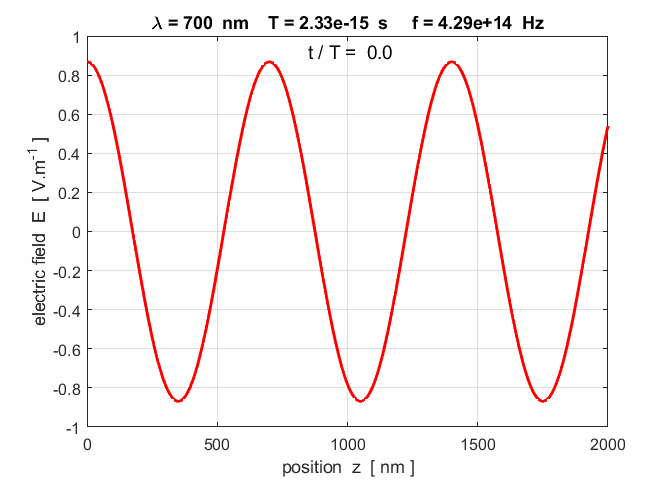 λ = 700 nm T = 2.33e-15 s f = 4.29e+14 Hz
t / T = 0.0
1
0.8
0.6
0.4
0.2
0
-0.2
-0.4
-0.6
-0.8
-1
electric field E [ V.m⁻¹ ]
0 500 1000 1500 2000
position z [ nm ]